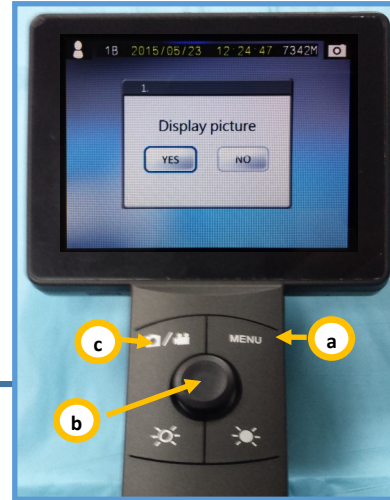 1B 2015/05/23 12:24:47 7342M
1.
Display picture
YES NO
c MENU a
b